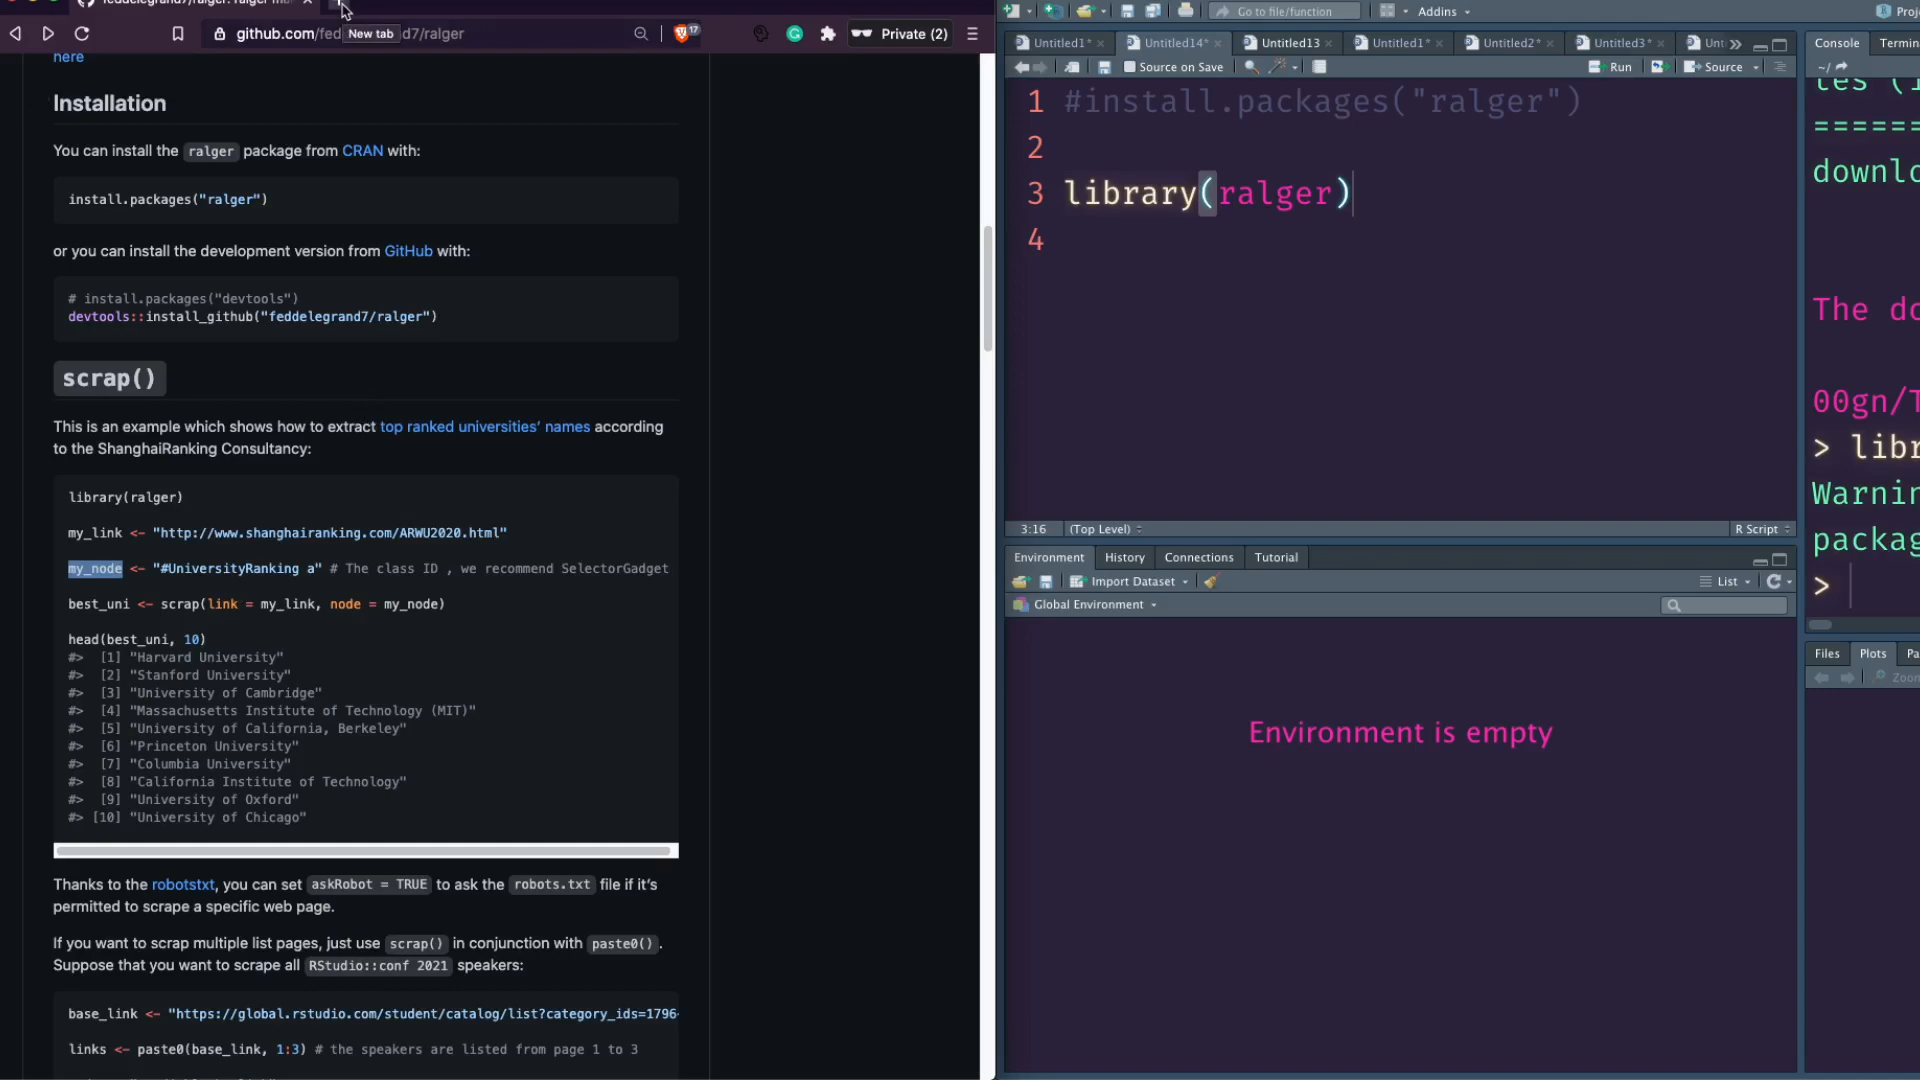 New tab
github.com/fed
d7/ralger
17
Private (2)
here
Installation
You can install the ralger package from CRAN with:
install.packages("ralger")
or you can install the development version from GitHub with:
# install.packages("devtools")
devtools::install_github("feddelegrand7/ralger")
scrap()
This is an example which shows how to extract top ranked universities' names according
to the ShanghaiRanking Consultancy:
library(ralger)
my_link <- "http://www.shanghairanking.com/ARWU2020.html"
my_node <- "#UniversityRanking a" # The class ID , we recommend SelectorGadget
best_uni <- scrap(link = my_link, node = my_node)
head(best_uni, 10)
#>  [1] "Harvard University"
#>  [2] "Stanford University"
#>  [3] "University of Cambridge"
#>  [4] "Massachusetts Institute of Technology (MIT)"
#>  [5] "University of California, Berkeley"
#>  [6] "Princeton University"
#>  [7] "Columbia University"
#>  [8] "California Institute of Technology"
#>  [9] "University of Oxford"
#> [10] "University of Chicago"
Thanks to the robotstxt, you can set askRobot = TRUE to ask the robots.txt file if it's
permitted to scrape a specific web page.
If you want to scrap multiple list pages, just use scrap() in conjunction with paste0().
Suppose that you want to scrape all RStudio::conf 2021 speakers:
base_link <- "https://global.rstudio.com/student/catalog/list?category_ids=1796-
links <- paste0(base_link, 1:3) # the speakers are listed from page 1 to 3
Go to file/function
Addins
Proj
Untitled1*
Untitled14*
Untitled13
Untitled1*
Untitled2*
Untitled3*
Unt
Source on Save
Run
Source
1 #install.packages("ralger")
2
3 library(ralger)
4
3:16
(Top Level)
R Script
Environment
History
Connections
Tutorial
Import Dataset
List
Global Environment
Environment is empty
Console
Termin
~/
======
downlo
The do
00gn/T
> libr
Warnin
packag
>
Files
Plots
Pa
Zoom